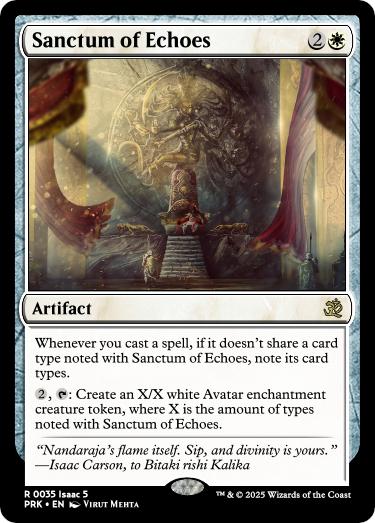 Sanctum of Echoes 2
Artifact
Whenever you cast a spell, if it doesn't share a card
type noted with Sanctum of Echoes, note its card
types.
2, : Create an X/X white Avatar enchantment
creature token, where X is the amount of types
noted with Sanctum of Echoes.
“Nandaraja's flame itself. Sip, and divinity is yours.”
—Isaac Carson, to Bitaki rishi Kalika
R 0035 Isaac 5
PRK • EN Virut Mehta
™ & © 2025 Wizards of the Coast